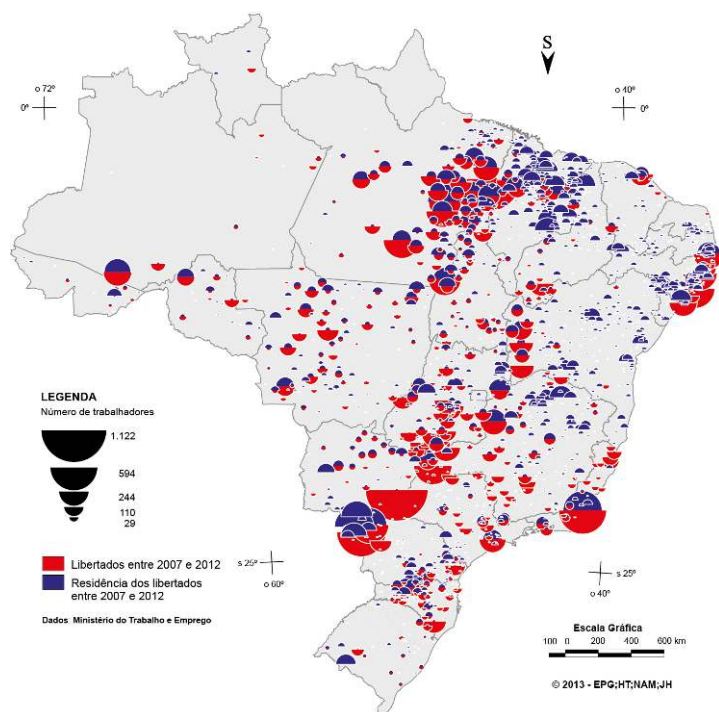 S
o 72º
0º
o 40º
0º
LEGENDA
Número de trabalhadores
1.122
594
244
110
29
Libertados entre 2007 e 2012
Residência dos libertados
entre 2007 e 2012
Dados Ministério do Trabalho e Emprego
s 25º
o 60º
s 25º
o 40º
Escala Gráfica
100 0 200 400 600 km
© 2013 - EPG;HT;NAM;JH